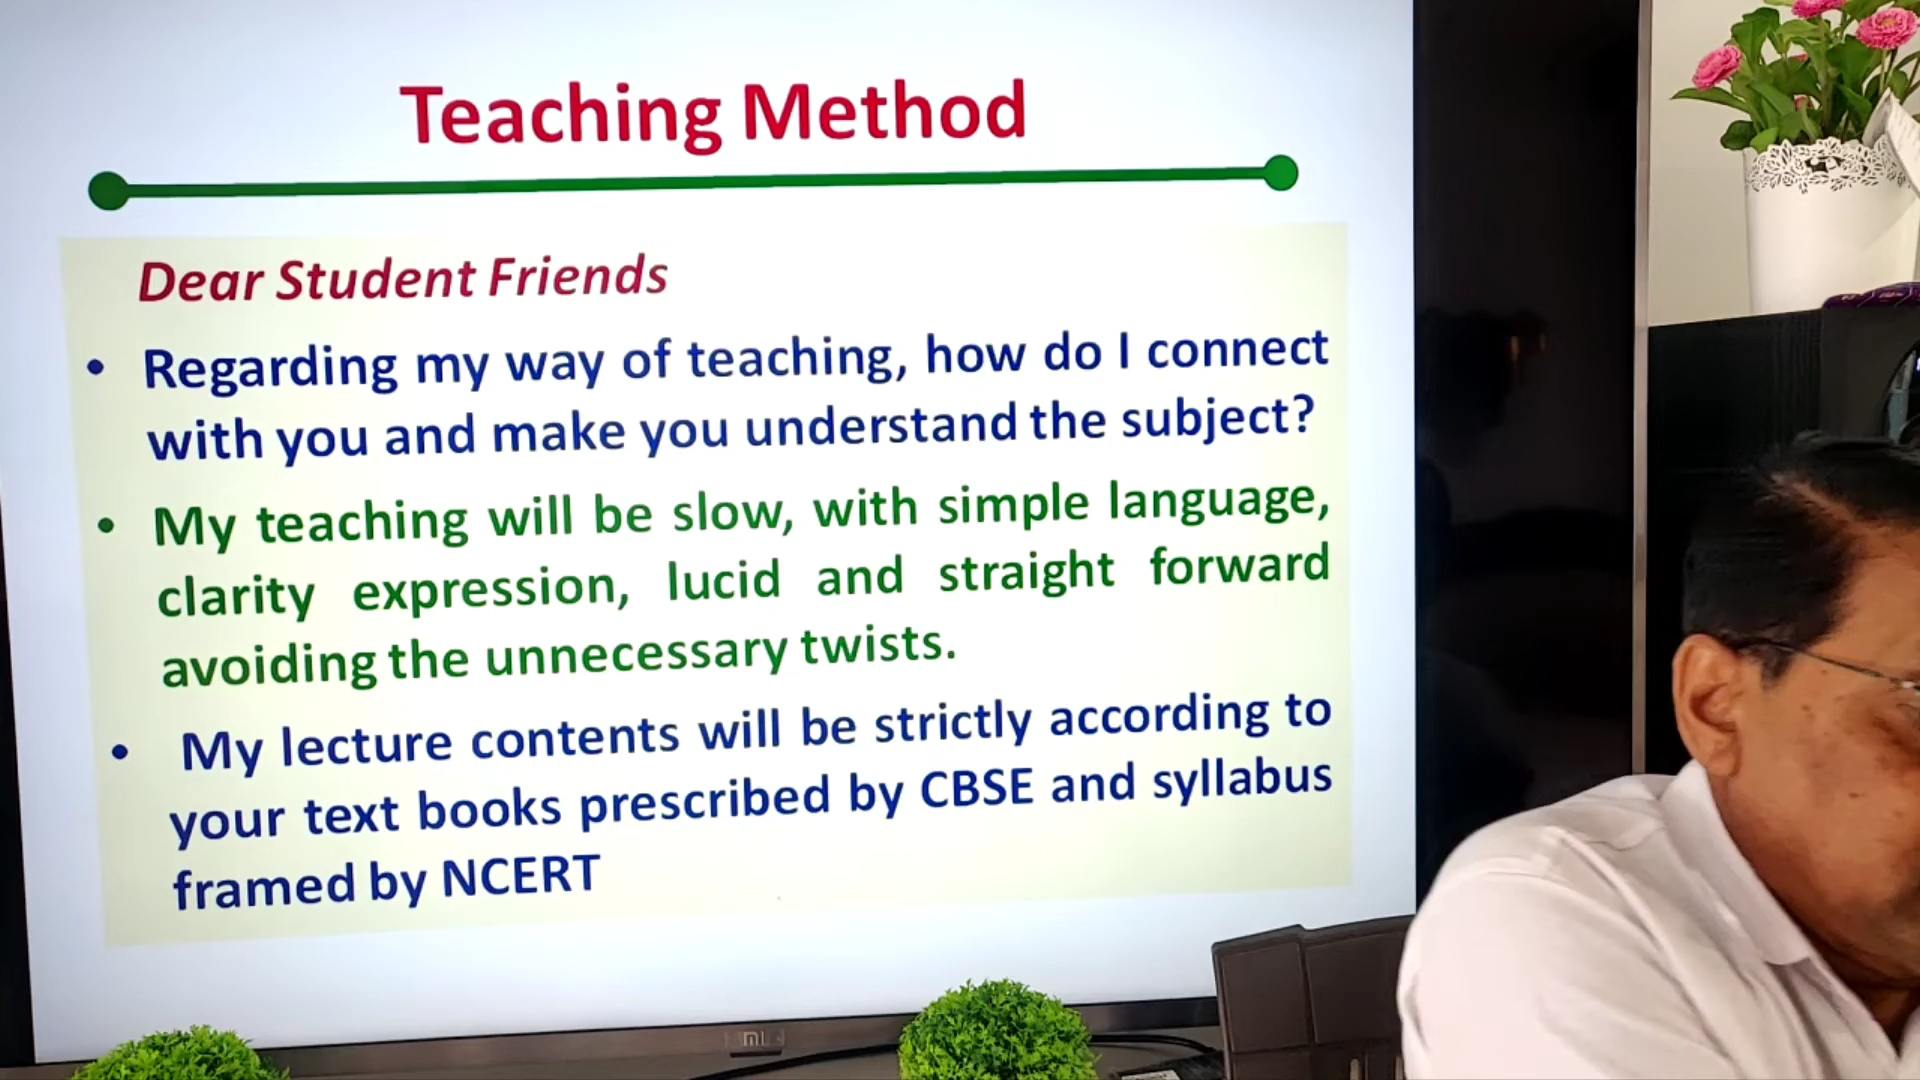 Teaching Method
Dear Student Friends
• Regarding my way of teaching, how do I connect
with you and make you understand the subject?
• My teaching will be slow, with simple language,
clarity expression, lucid and straight forward
avoiding the unnecessary twists.
• My lecture contents will be strictly according to
your text books prescribed by CBSE and syllabus
framed by NCERT
mi